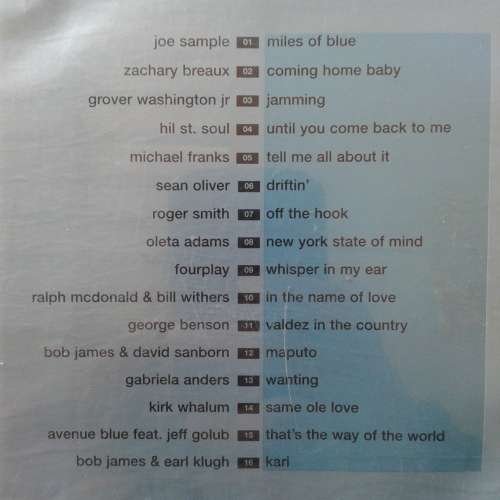 joe sample 01 miles of blue
zachary breaux 02 coming home baby
grover washington jr 03 jamming
hil st. soul 04 until you come back to me
michael franks 05 tell me all about it
sean oliver 06 driftin'
roger smith 07 off the hook
oleta adams 08 new york state of mind
fourplay 09 whisper in my ear
ralph mcdonald & bill withers 10 in the name of love
george benson 11 valdez in the country
bob james & david sanborn 12 maputo
gabriela anders 13 wanting
kirk whalum 14 same ole love
avenue blue feat. jeff golub 15 that's the way of the world
bob james & earl klugh 16 kari